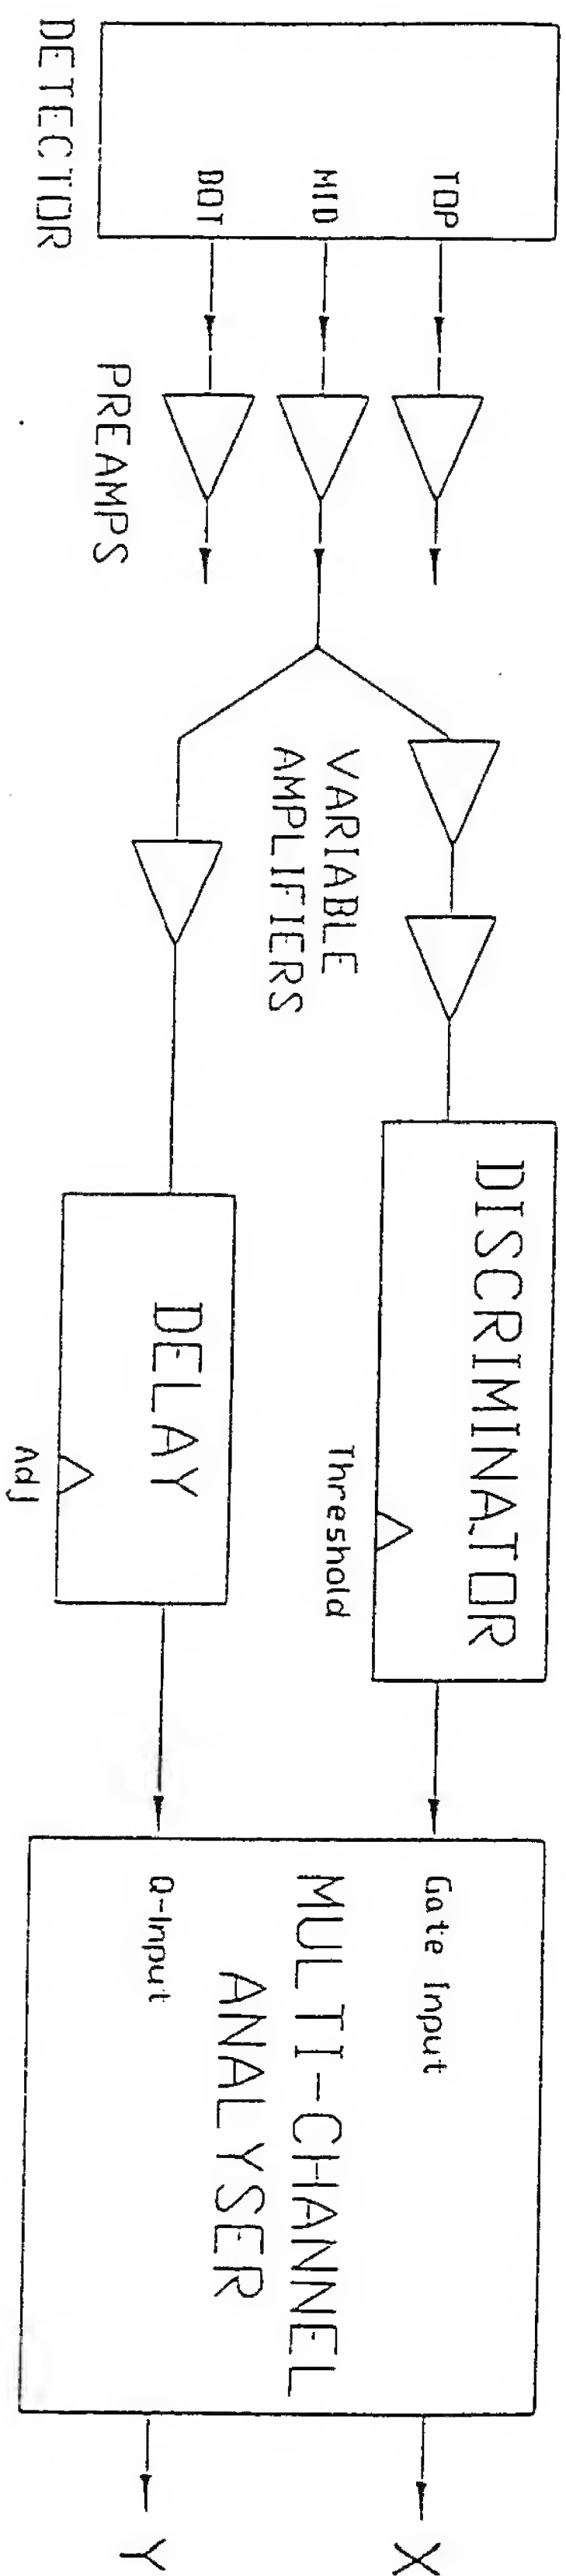 TOP
MID
BOT
DETECTOR
PREAMPS
VARIABLE
AMPLIFIERS
DISCRIMINATOR
Threshold
DELAY
Adj
Gate Input
MULTI-CHANNEL
ANALYSER
Q-Input
X
Y